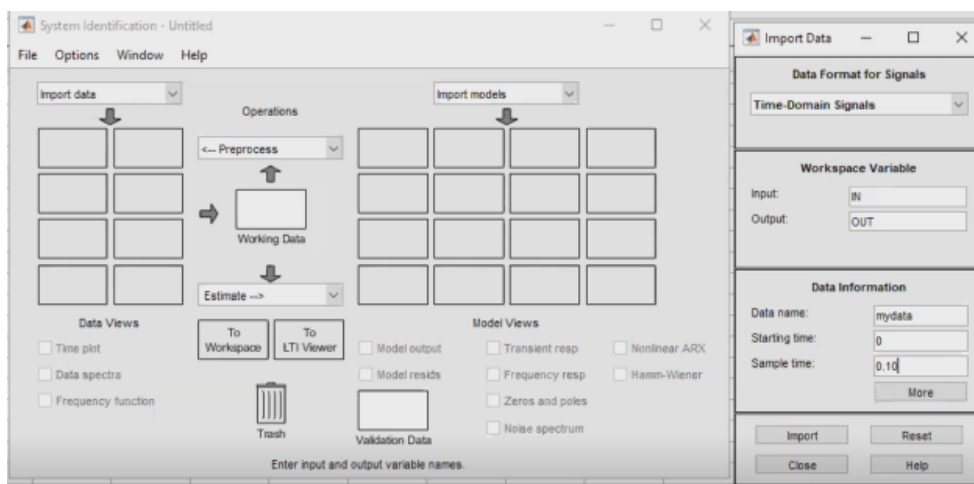 System Identification - Untitled
File Options Window Help
Import data
Operations
Import models
<-- Preprocess
Working Data
Estimate -->
Data Views
To Workspace
To LTI Viewer
Model Views
Time plot
Data spectra
Frequency function
Model output
Model resids
Transient resp
Frequency resp
Zeros and poles
Noise spectrum
Nonlinear ARX
Hamm-Wiener
Trash
Validation Data
Enter input and output variable names.
Import Data
Data Format for Signals
Time-Domain Signals
Workspace Variable
Input: IN
Output: OUT
Data Information
Data name: mydata
Starting time: 0
Sample time: 0.10
More
Import Reset
Close Help